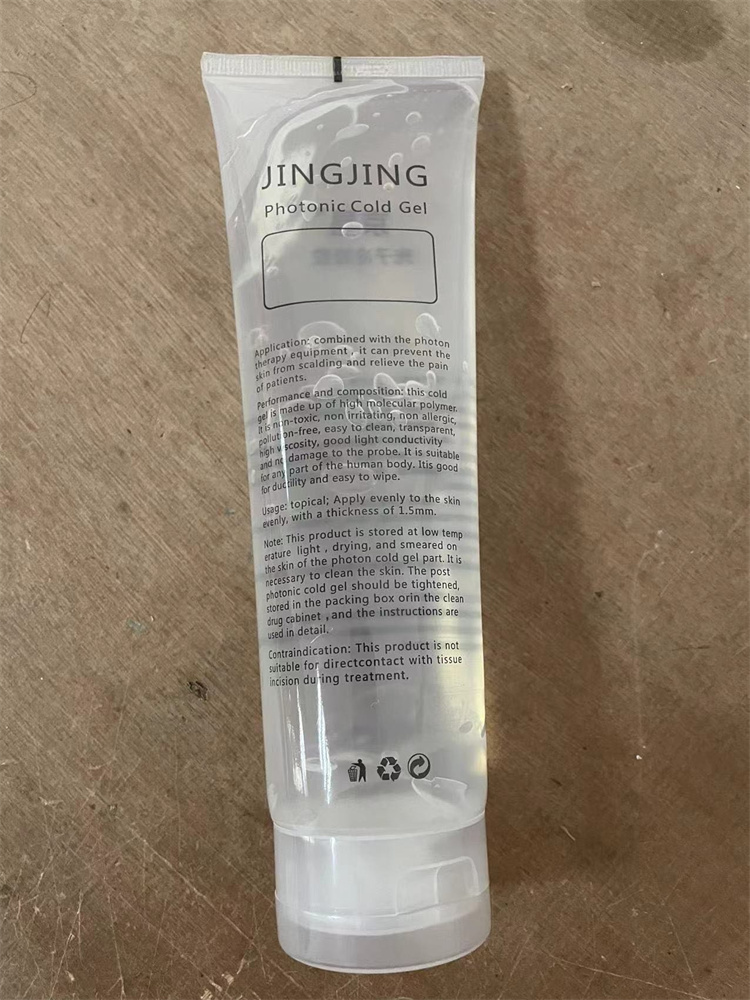 JINGJING
Photonic Cold Gel
Application: combined with the photon
therapy equipment , it can prevent the
skin from scalding and relieve the pain
of patients.
Performance and composition: this cold
gel is made up of high molecular polymer.
It is non-toxic, non irritating, non allergic,
pollution-free, easy to clean, transparent,
high viscosity, good light conductivity
and no damage to the probe. It is suitable
for any part of the human body. Itis good
for ductility and easy to wipe.
Usage: topical; Apply evenly to the skin
evenly, with a thickness of 1.5mm.
Note: This product is stored at low temp
erature light , drying, and smeared on
the skin of the photon cold gel part. It is
necessary to clean the skin. The post
photonic cold gel should be tightened,
stored in the packing box orin the clean
drug cabinet ,and the instructions are
used in detail.
Contraindication: This product is not
suitable for directcontact with tissue
incision during treatment.